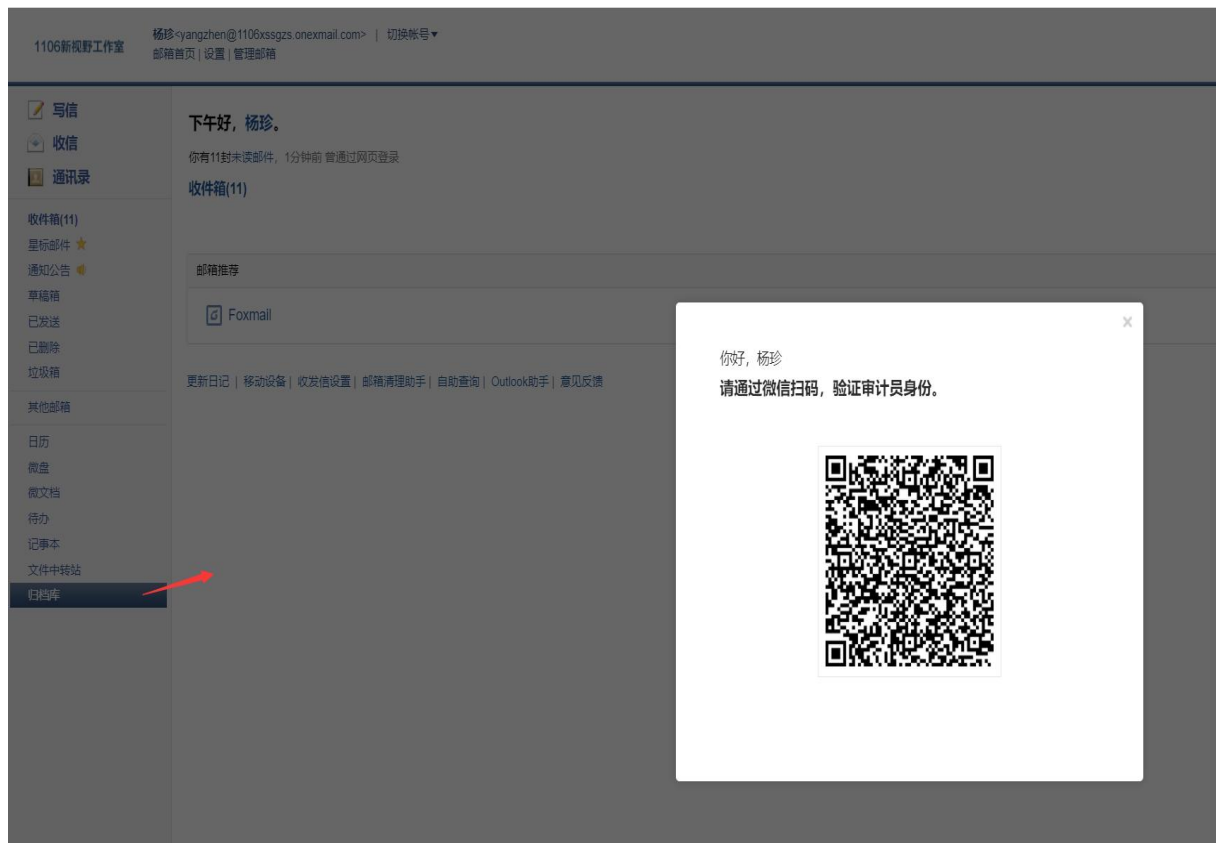 1106新视野工作室
杨珍<yangzhen@1106xssgzs.onexmail.com> | 切换帐号▾
邮箱首页 | 设置 | 管理邮箱
写信
收信
通讯录
收件箱(11)
星标邮件
通知公告
草稿箱
已发送
已删除
垃圾箱
其他邮箱
日历
微盘
微文档
待办
记事本
文件中转站
归档库
下午好，杨珍。
你有11封未读邮件，1分钟前 曾通过网页登录
收件箱(11)
邮箱推荐
Foxmail
更新日记 | 移动设备 | 收发信设置 | 邮箱清理助手 | 自助查询 | Outlook助手 | 意见反馈
×
你好，杨珍
请通过微信扫码，验证审计员身份。